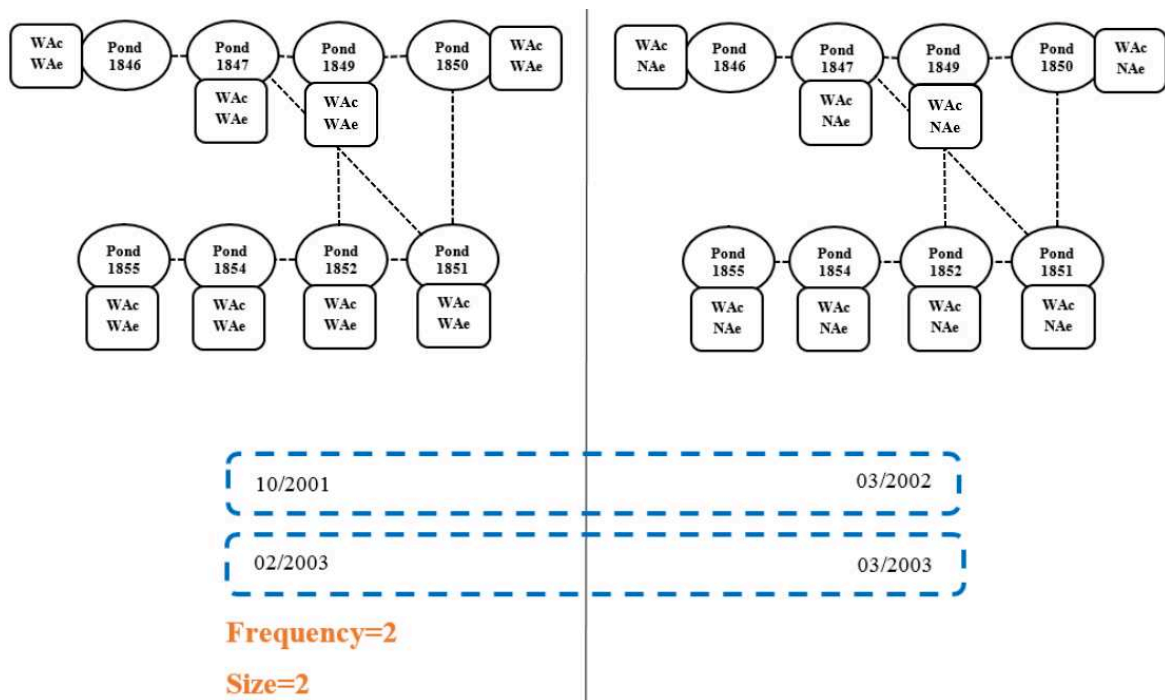 WAc
WAe
Pond
1846
Pond
1847
Pond
1849
Pond
1850
WAc
WAe
WAc
WAe
WAc
WAe
Pond
1855
Pond
1854
Pond
1852
Pond
1851
WAc
WAe
WAc
WAe
WAc
WAe
WAc
WAe
WAc
NAe
Pond
1846
Pond
1847
Pond
1849
Pond
1850
WAc
NAe
WAc
NAe
WAc
NAe
Pond
1855
Pond
1854
Pond
1852
Pond
1851
WAc
NAe
WAc
NAe
WAc
NAe
WAc
NAe
10/2001 03/2002
02/2003 03/2003
Frequency=2
Size=2